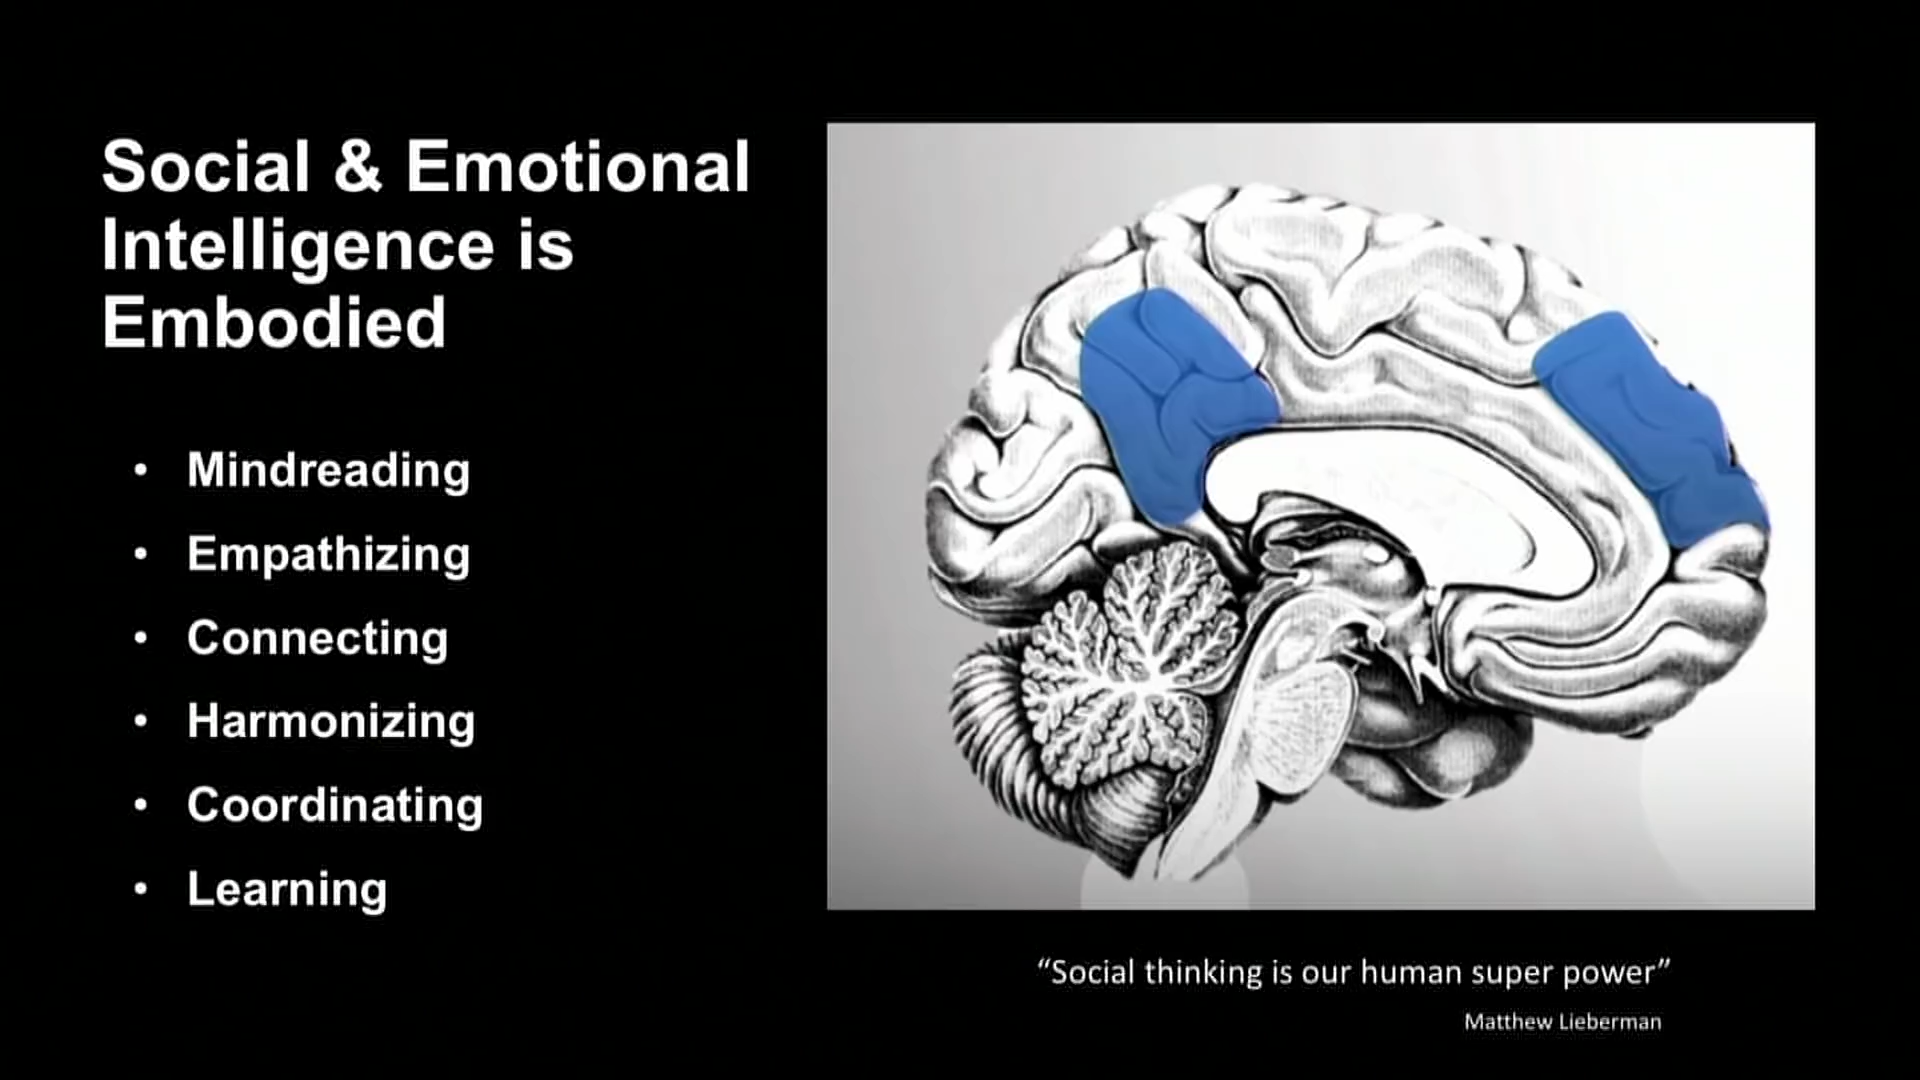 Social & Emotional
Intelligence is
Embodied
• Mindreading
• Empathizing
• Connecting
• Harmonizing
• Coordinating
• Learning
“Social thinking is our human super power”
Matthew Lieberman